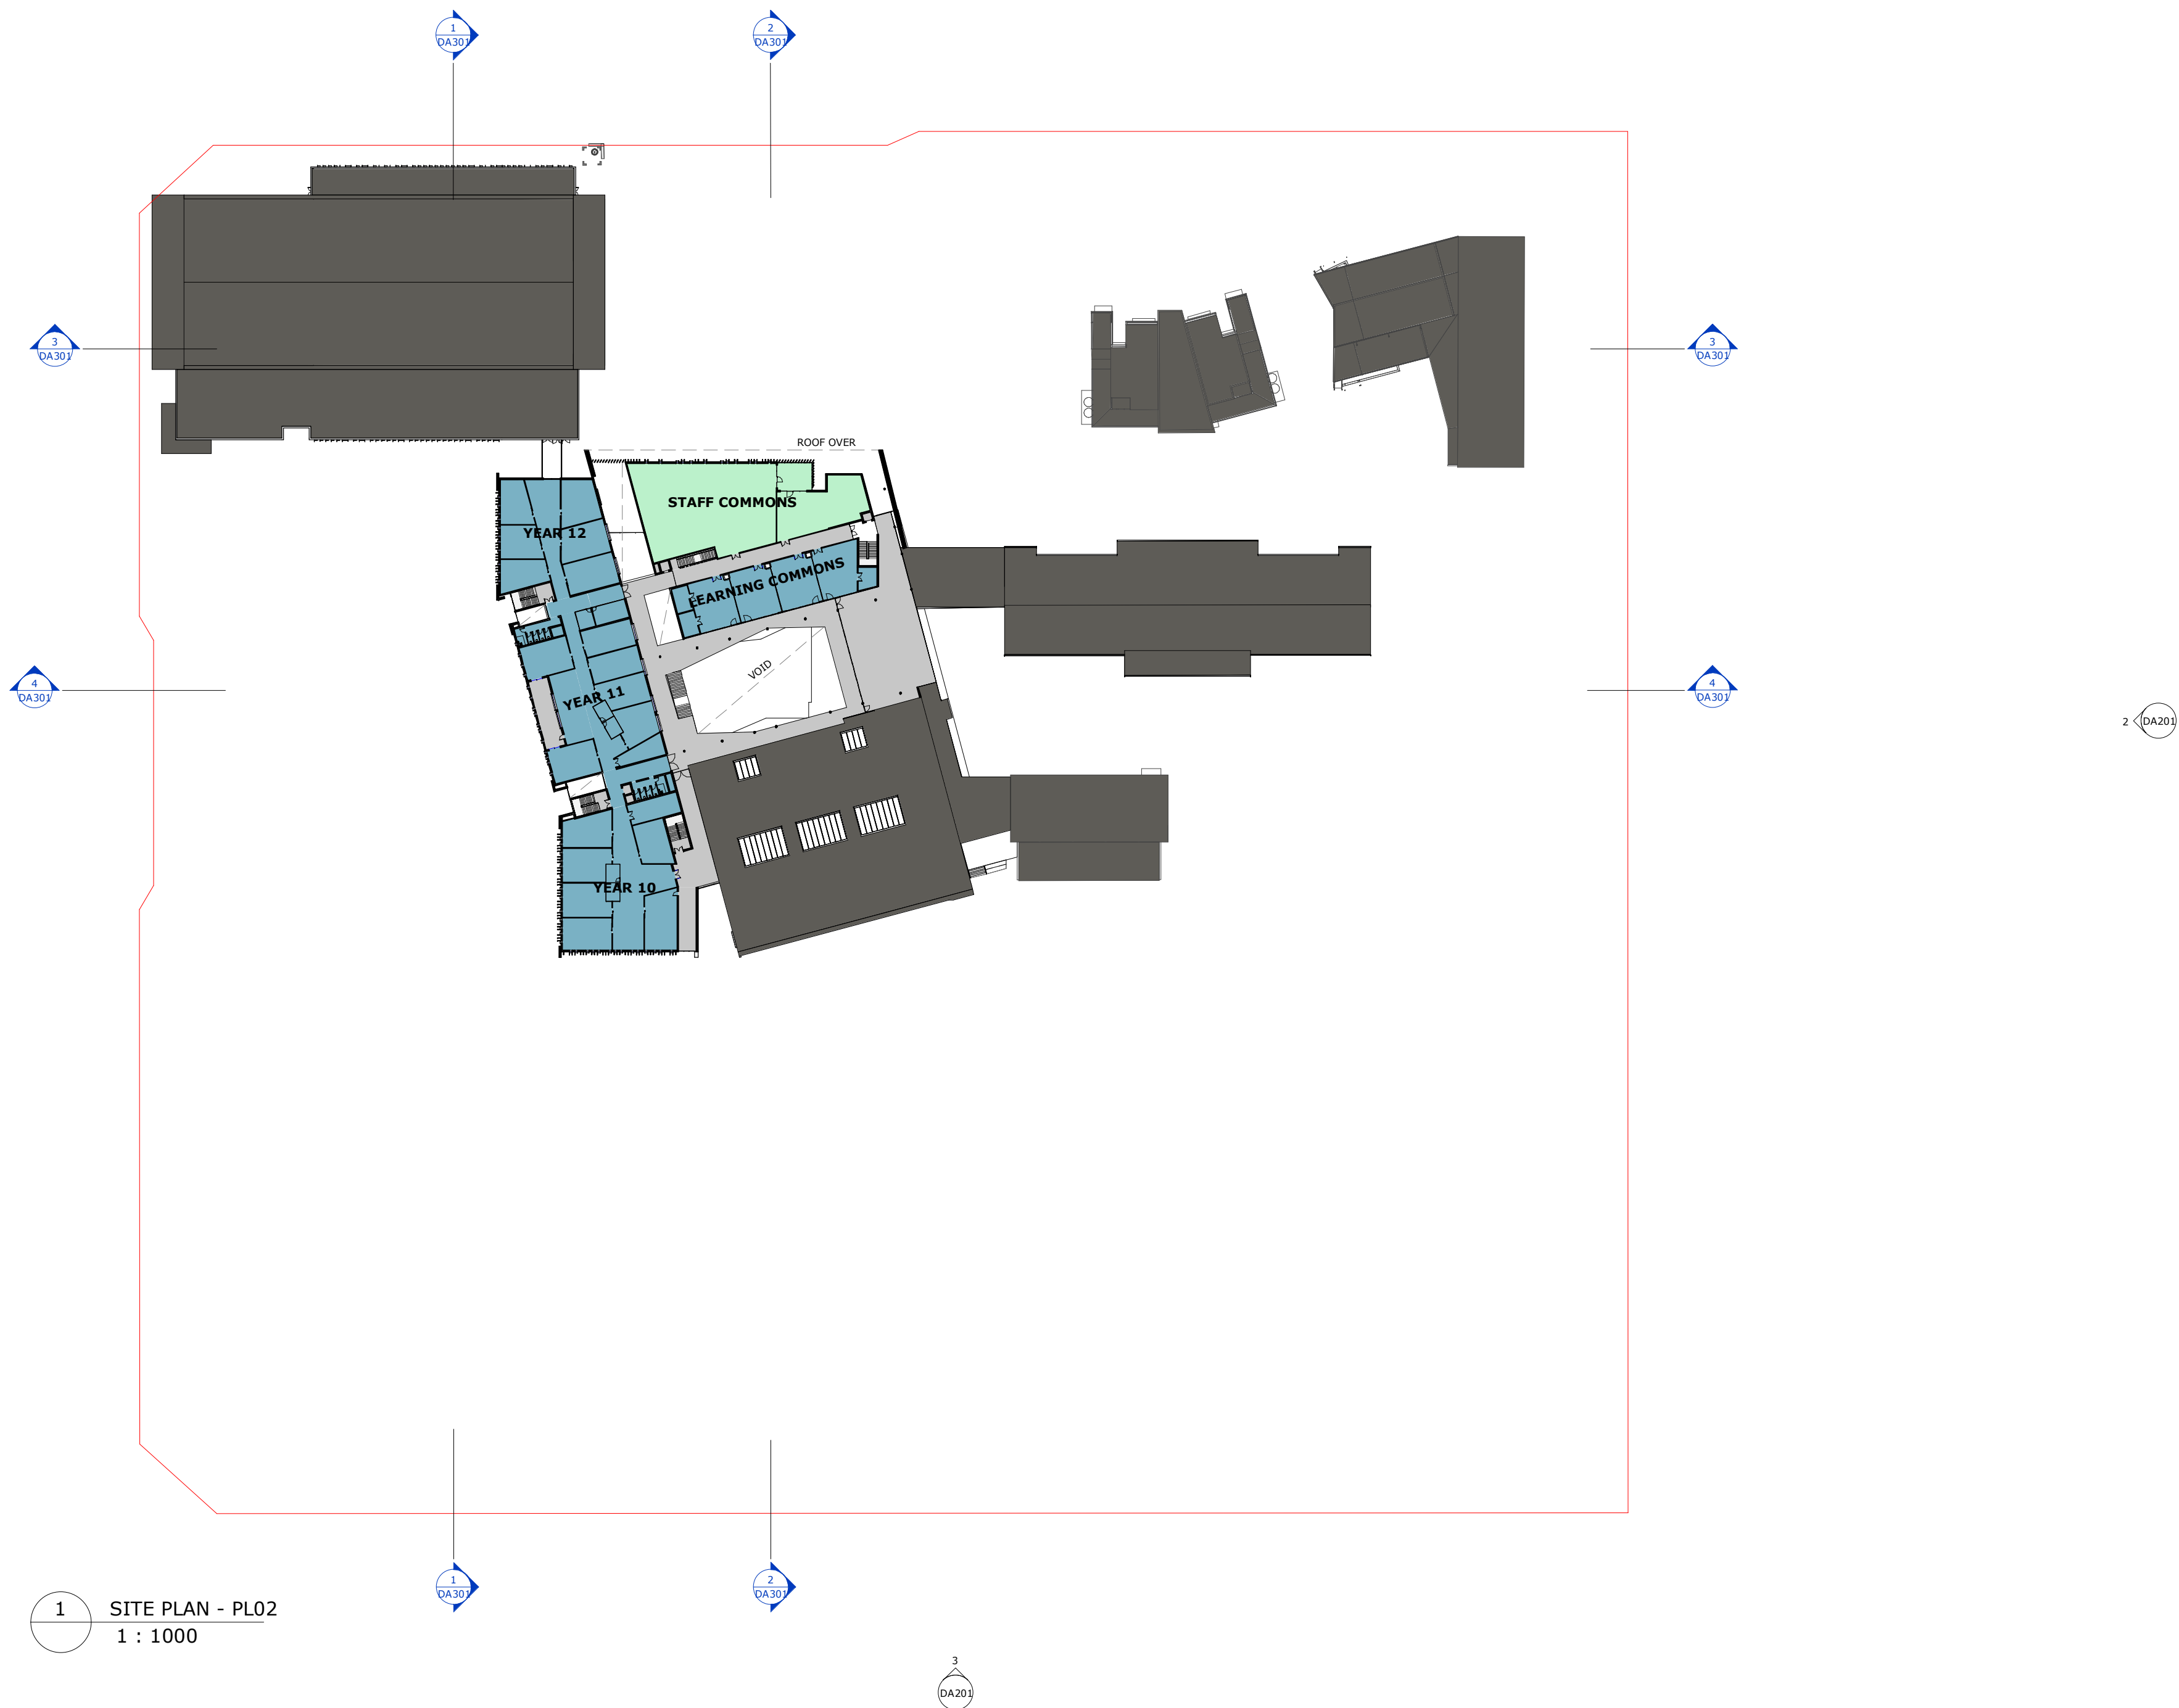 1
DA301
2
DA301
3
DA301
3
DA301
ROOF OVER
STAFF COMMONS
YEAR 12
LEARNING COMMONS
VOID
YEAR 11
4
DA301
4
DA301
2
DA201
YEAR 10
1
DA301
2
DA301
1
SITE PLAN - PL02
1 : 1000
3
DA201